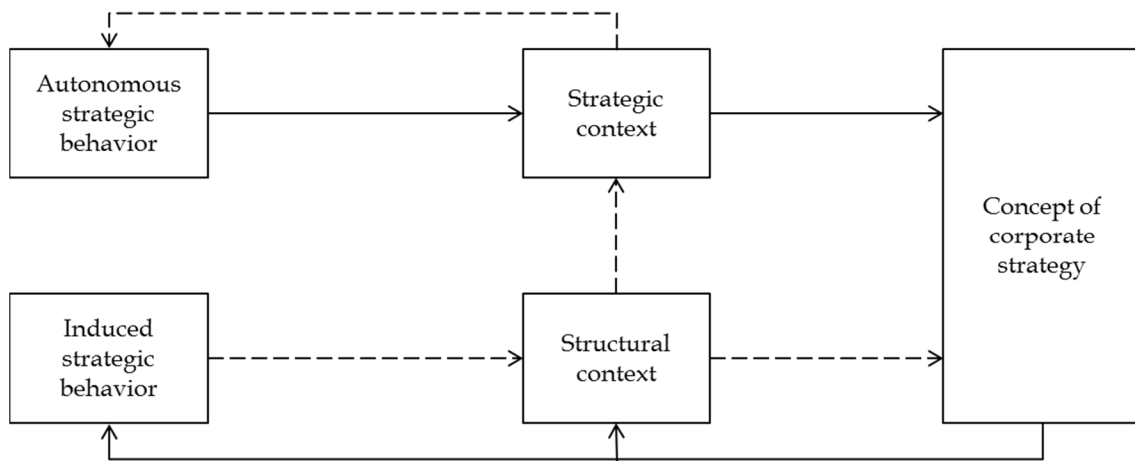 Autonomous
strategic
behavior
Strategic
context
Concept of
corporate
strategy
Induced
strategic
behavior
Structural
context